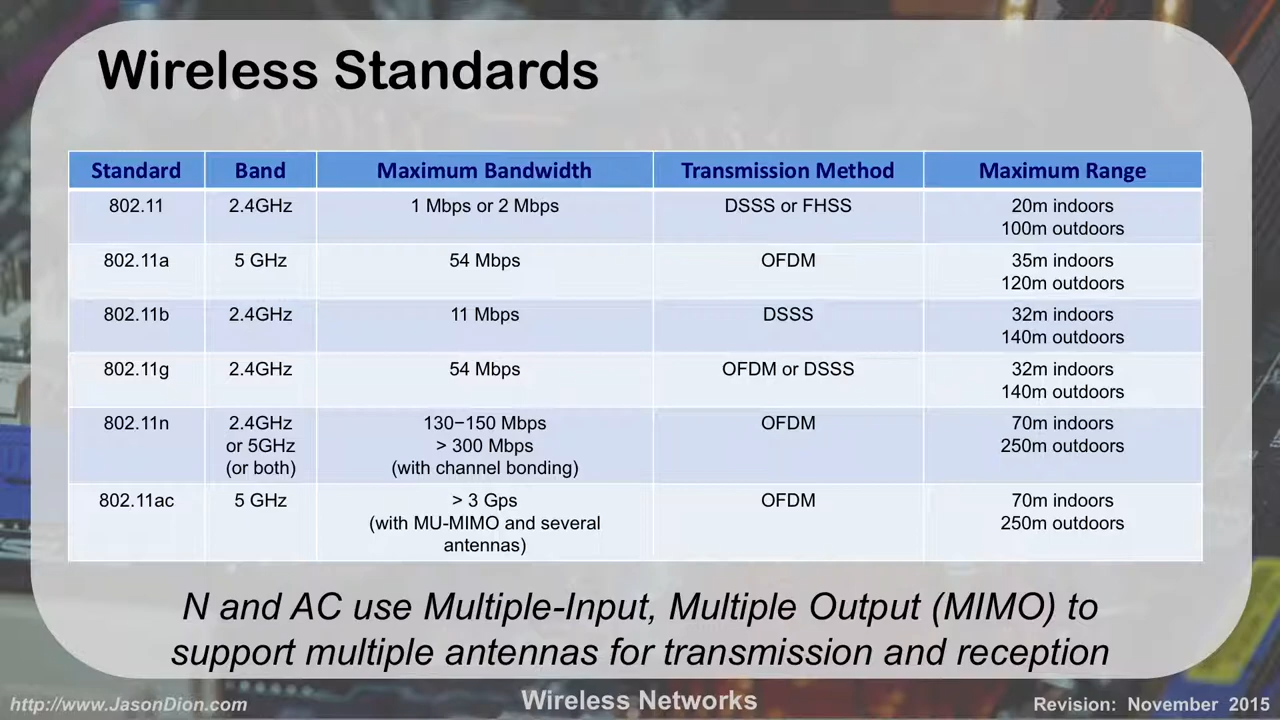 Wireless Standards
Standard Band Maximum Bandwidth Transmission Method Maximum Range
802.11 2.4GHz 1 Mbps or 2 Mbps DSSS or FHSS 20m indoors
100m outdoors
802.11a 5 GHz 54 Mbps OFDM 35m indoors
120m outdoors
802.11b 2.4GHz 11 Mbps DSSS 32m indoors
140m outdoors
802.11g 2.4GHz 54 Mbps OFDM or DSSS 32m indoors
140m outdoors
802.11n 2.4GHz 130−150 Mbps OFDM 70m indoors
or 5GHz > 300 Mbps 250m outdoors
(or both) (with channel bonding)
802.11ac 5 GHz > 3 Gps OFDM 70m indoors
(with MU-MIMO and several 250m outdoors
antennas)
N and AC use Multiple-Input, Multiple Output (MIMO) to
support multiple antennas for transmission and reception
http://www.JasonDion.com Wireless Networks Revision: November 2015